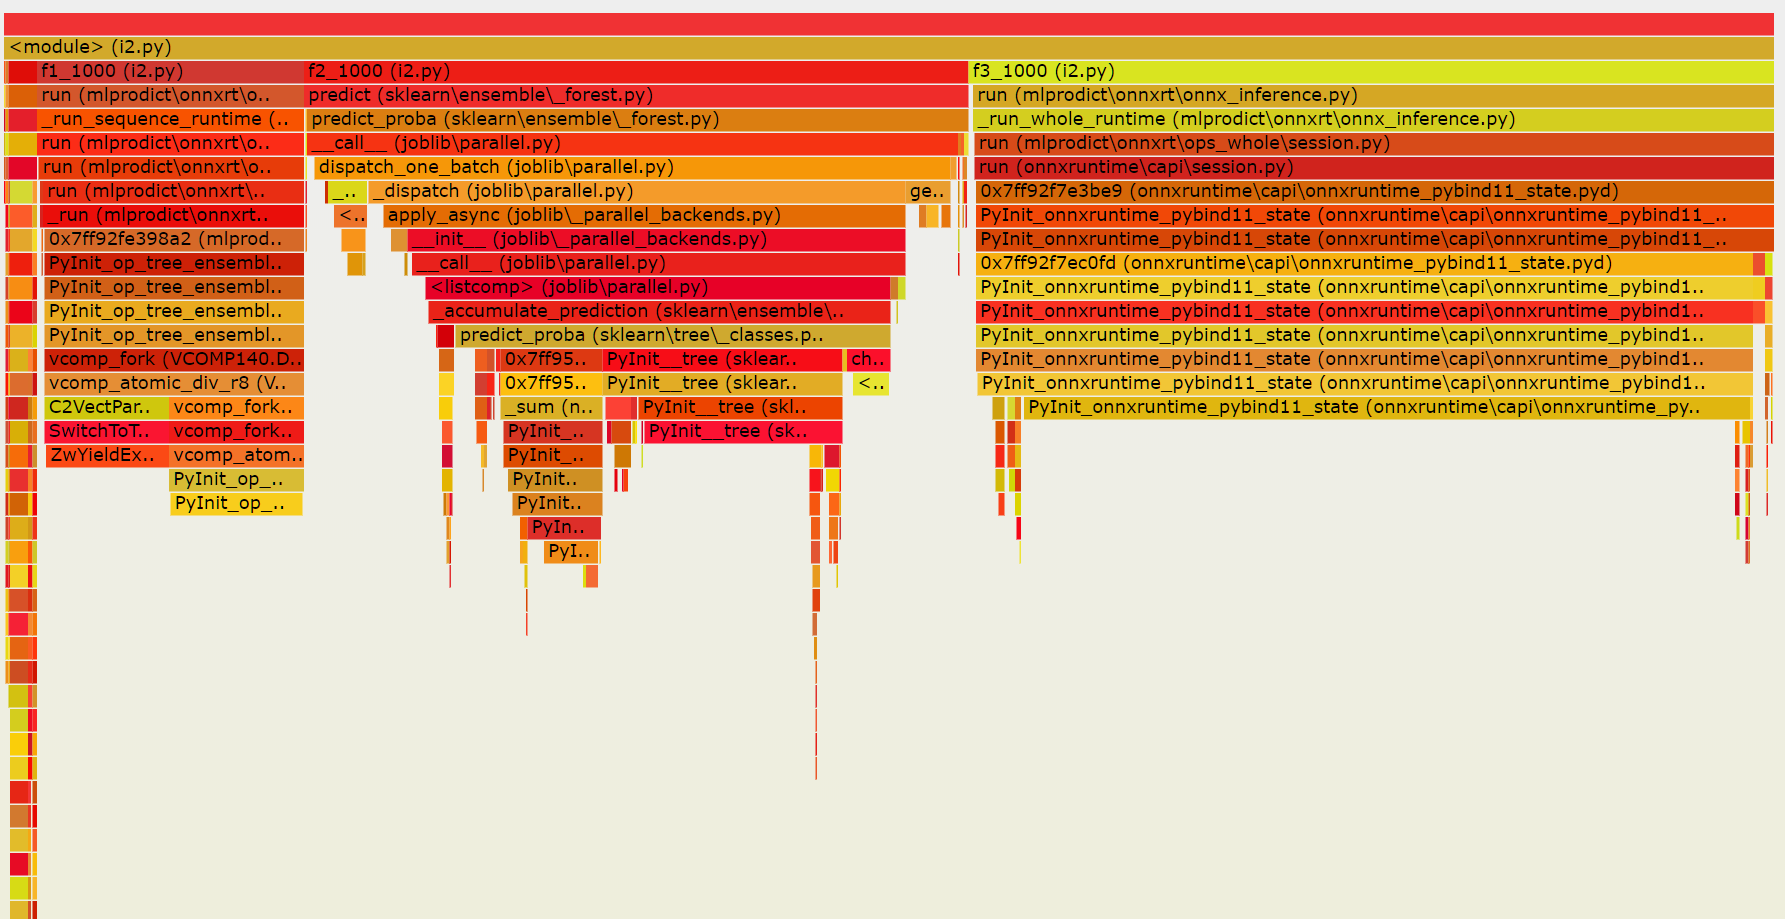 <module> (i2.py)
f1_1000 (i2.py) f2_1000 (i2.py) f3_1000 (i2.py)
run (mlprodict\onnxrt\o.. predict (sklearn\ensemble\_forest.py) run (mlprodict\onnxrt\onnx_inference.py)
_run_sequence_runtime (.. predict_proba (sklearn\ensemble\_forest.py) _run_whole_runtime (mlprodict\onnxrt\onnx_inference.py)
run (mlprodict\onnxrt\o.. __call__ (joblib\parallel.py) run (mlprodict\onnxrt\ops_whole\session.py)
run (mlprodict\onnxrt\o.. dispatch_one_batch (joblib\parallel.py) run (onnxruntime\capi\session.py)
run (mlprodict\onnxrt\.. _.. _dispatch (joblib\parallel.py) ge.. 0x7ff92f7e3be9 (onnxruntime\capi\onnxruntime_pybind11_state.pyd)
_run (mlprodict\onnxrt.. <.. apply_async (joblib\_parallel_backends.py) PyInit_onnxruntime_pybind11_state (onnxruntime\capi\onnxruntime_pybind11_..
0x7ff92fe398a2 (mlprod.. __init__ (joblib\_parallel_backends.py) PyInit_onnxruntime_pybind11_state (onnxruntime\capi\onnxruntime_pybind11_..
PyInit_op_tree_ensembl.. __call__ (joblib\parallel.py) 0x7ff92f7ec0fd (onnxruntime\capi\onnxruntime_pybind11_state.pyd)
PyInit_op_tree_ensembl.. <listcomp> (joblib\parallel.py) PyInit_onnxruntime_pybind11_state (onnxruntime\capi\onnxruntime_pybind1..
PyInit_op_tree_ensembl.. _accumulate_prediction (sklearn\ensemble\.. PyInit_onnxruntime_pybind11_state (onnxruntime\capi\onnxruntime_pybind1..
PyInit_op_tree_ensembl.. predict_proba (sklearn\tree\_classes.p.. PyInit_onnxruntime_pybind11_state (onnxruntime\capi\onnxruntime_pybind1..
vcomp_fork (VCOMP140.D.. 0x7ff95.. PyInit__tree (sklear.. ch.. PyInit_onnxruntime_pybind11_state (onnxruntime\capi\onnxruntime_pybind1..
vcomp_atomic_div_r8 (V.. 0x7ff95.. PyInit__tree (sklear.. <.. PyInit_onnxruntime_pybind11_state (onnxruntime\capi\onnxruntime_pybind1..
C2VectPar.. vcomp_fork.. _sum (n.. PyInit__tree (skl.. PyInit_onnxruntime_pybind11_state (onnxruntime\capi\onnxruntime_py..
SwitchToT.. vcomp_fork.. PyInit_.. PyInit__tree (sk..
ZwYieldEx.. vcomp_atom.. PyInit_..
PyInit_op_.. PyInit..
PyInit_op_.. PyInit..
PyIn..
PyI..